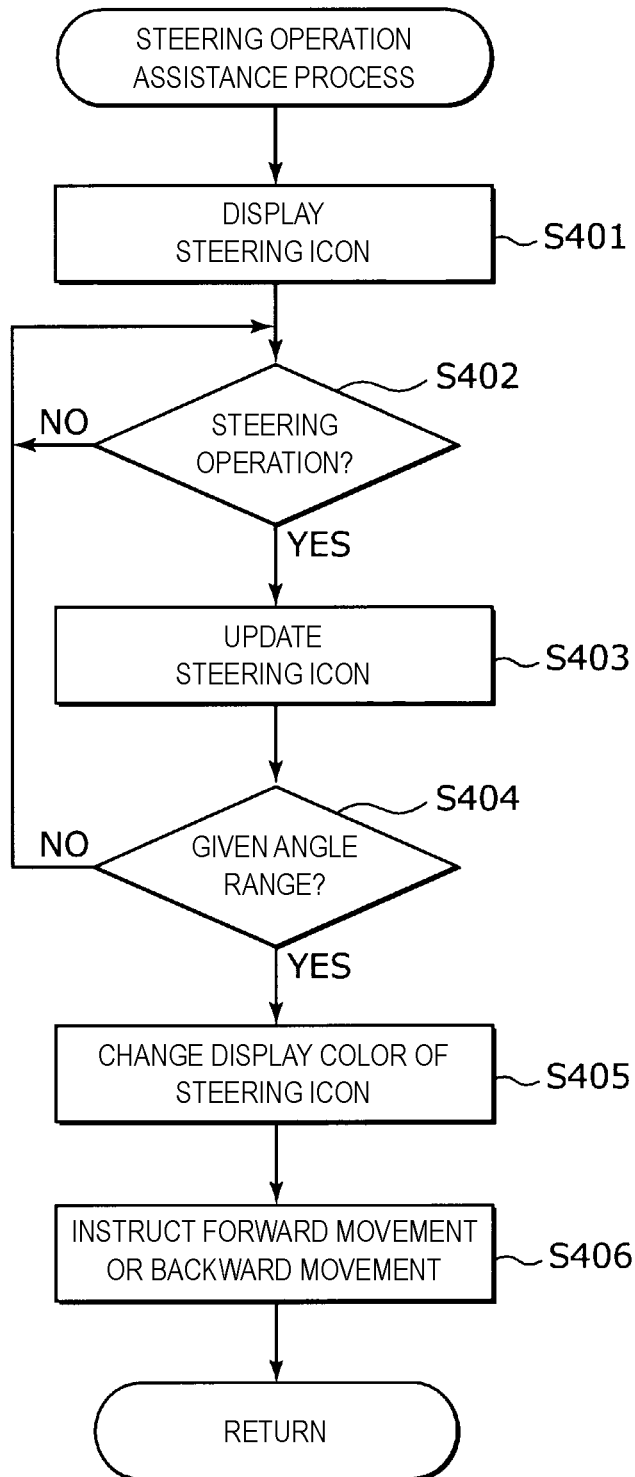 STEERING OPERATION
ASSISTANCE PROCESS
DISPLAY
STEERING ICON
S401
S402
NO
STEERING
OPERATION?
YES
UPDATE
STEERING ICON
S403
S404
NO
GIVEN ANGLE
RANGE?
YES
CHANGE DISPLAY COLOR OF
STEERING ICON
S405
INSTRUCT FORWARD MOVEMENT
OR BACKWARD MOVEMENT
S406
RETURN